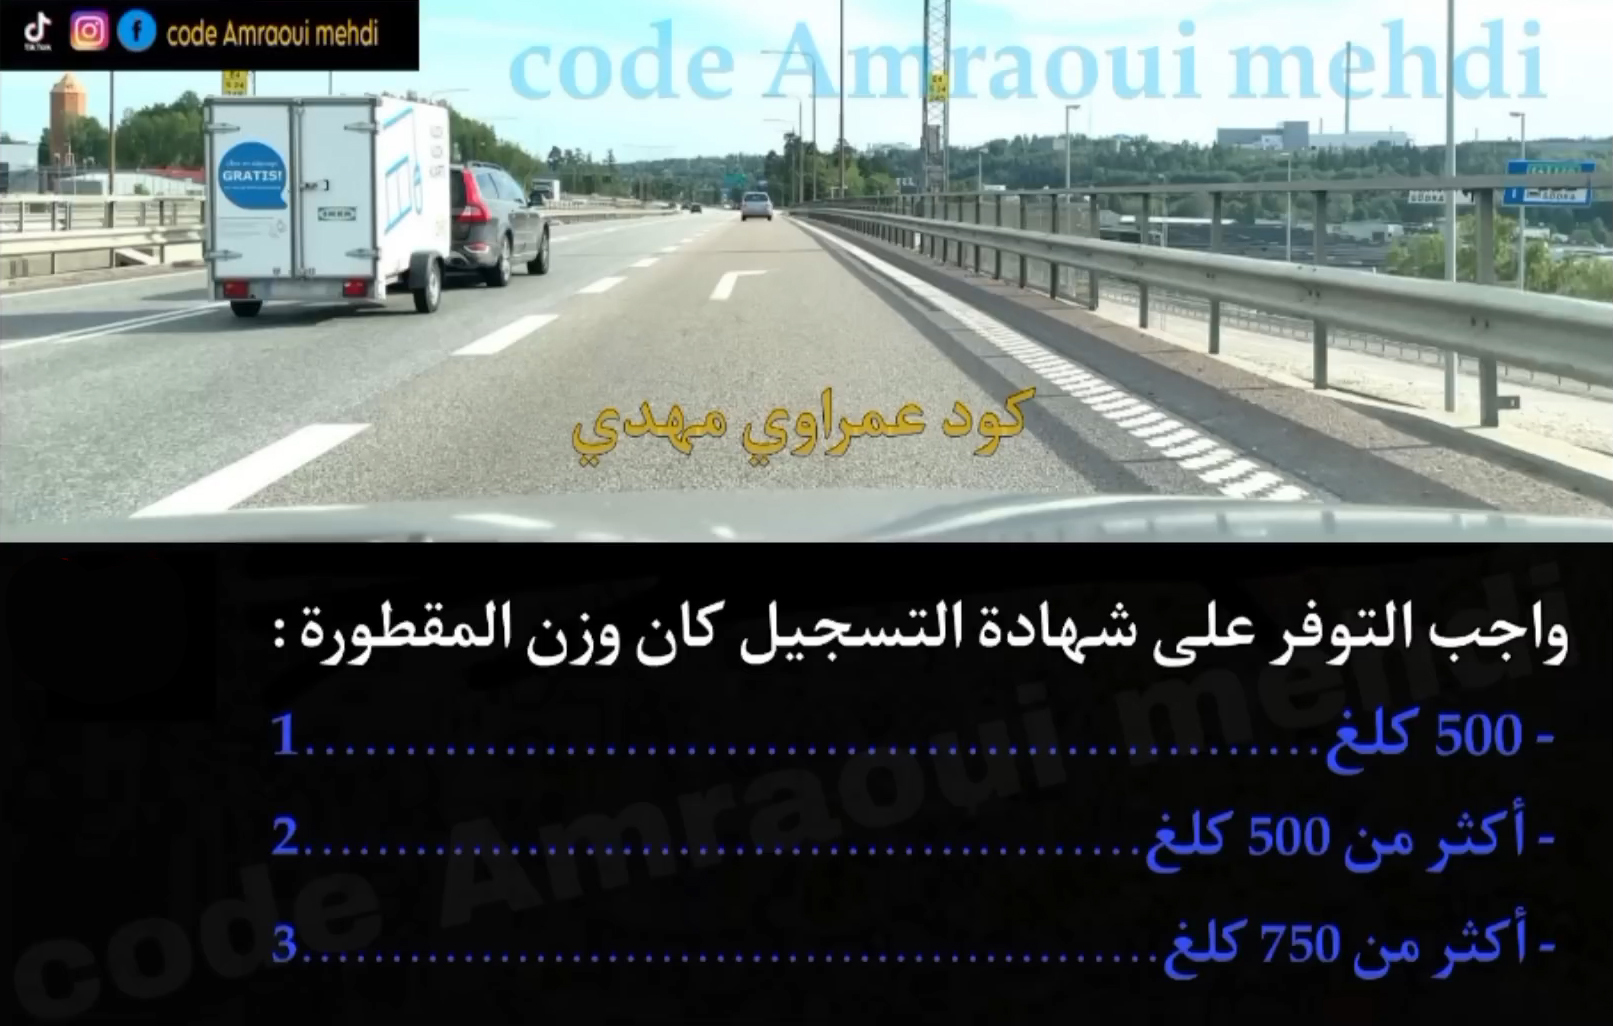 code Amraoui mehdi
code Amraoui mehdi
GRATIS!
IKEA
كود عمراوي مهدي
واجب التوفر على شهادة التسجيل كان وزن المقطورة :
- 500 كلغ......................................................1
- أكثر من 500 كلغ............................................2
- أكثر من 750 كلغ............................................3
code Amraoui mehdi